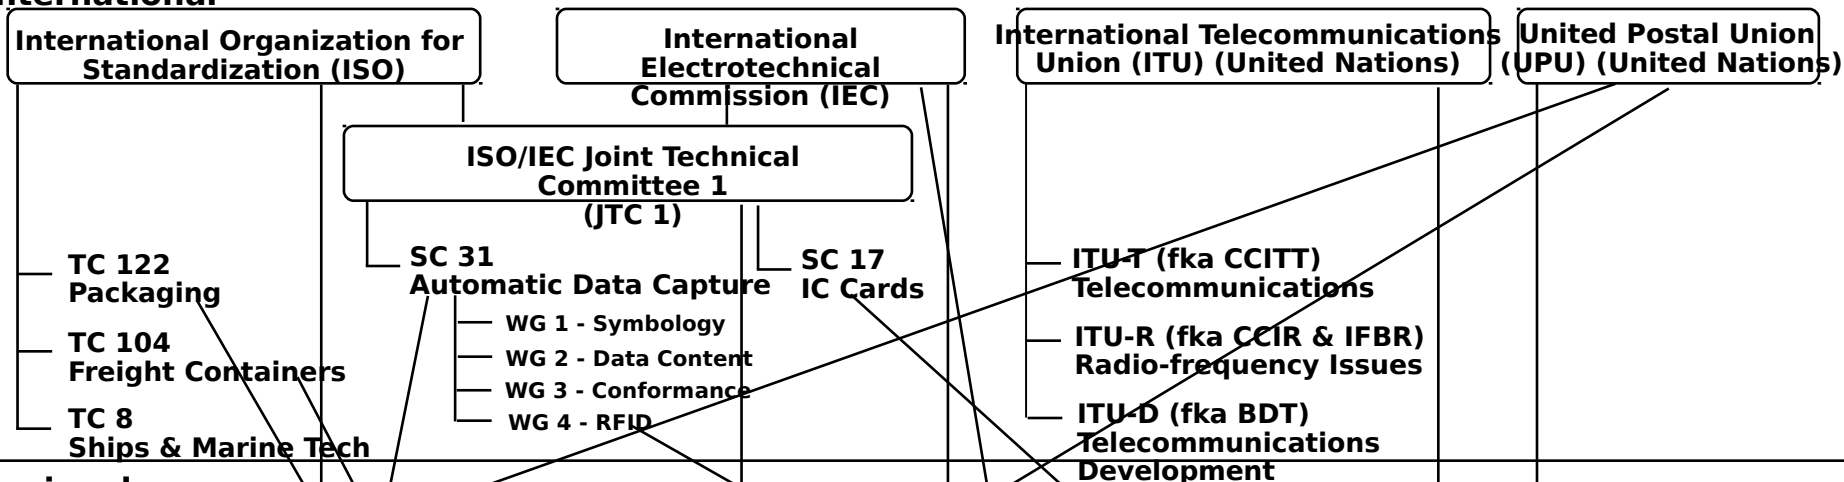 International Organization for
Standardization (ISO)
International
Electrotechnical
Commission (IEC)
International Telecommunications
Union (ITU) (United Nations)
United Postal Union
(UPU) (United Nations)
ISO/IEC Joint Technical
Committee 1
(JTC 1)
TC 122
Packaging
TC 104
Freight Containers
TC 8
Ships & Marine Tech
SC 31
Automatic Data Capture
WG 1 - Symbology
WG 2 - Data Content
WG 3 - Conformance
WG 4 - RFID
SC 17
IC Cards
ITU-T (fka CCITT)
Telecommunications
ITU-R (fka CCIR & IFBR)
Radio-frequency Issues
ITU-D (fka BDT)
Telecommunications
Development